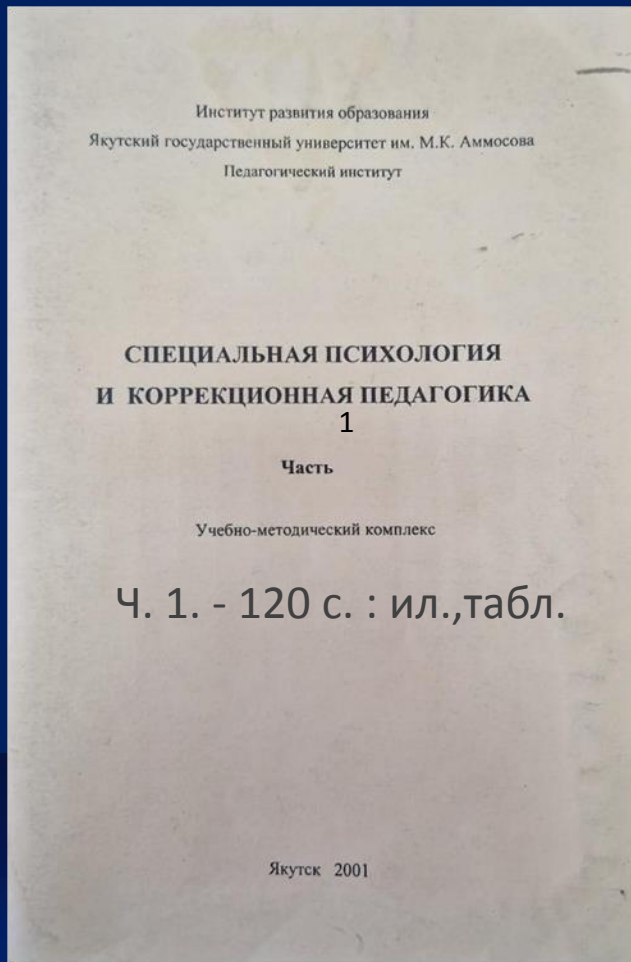 Институт развития образования
Якутский государственный университет им. М.К. Аммосова
Педагогический институт
СПЕЦИАЛЬНАЯ ПСИХОЛОГИЯ
И КОРРЕКЦИОННАЯ ПЕДАГОГИКА
1
Часть
Учебно-методический комплекс
Ч. 1. - 120 с. : ил.,табл.
Якутск 2001